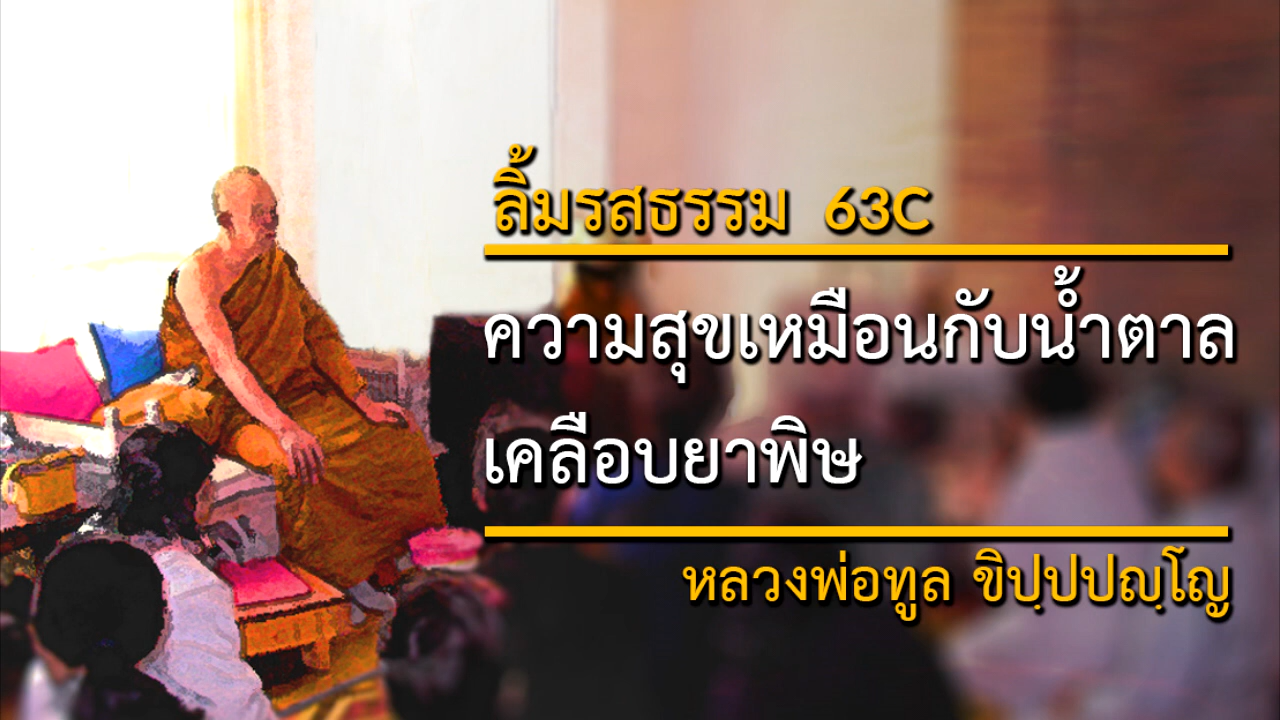 ลิ้มรสธรรม 63C
ความสุขเหมือนกับน้ำตาล
เคลือบยาพิษ
หลวงพ่อทูล ขิปฺปปญฺโญ